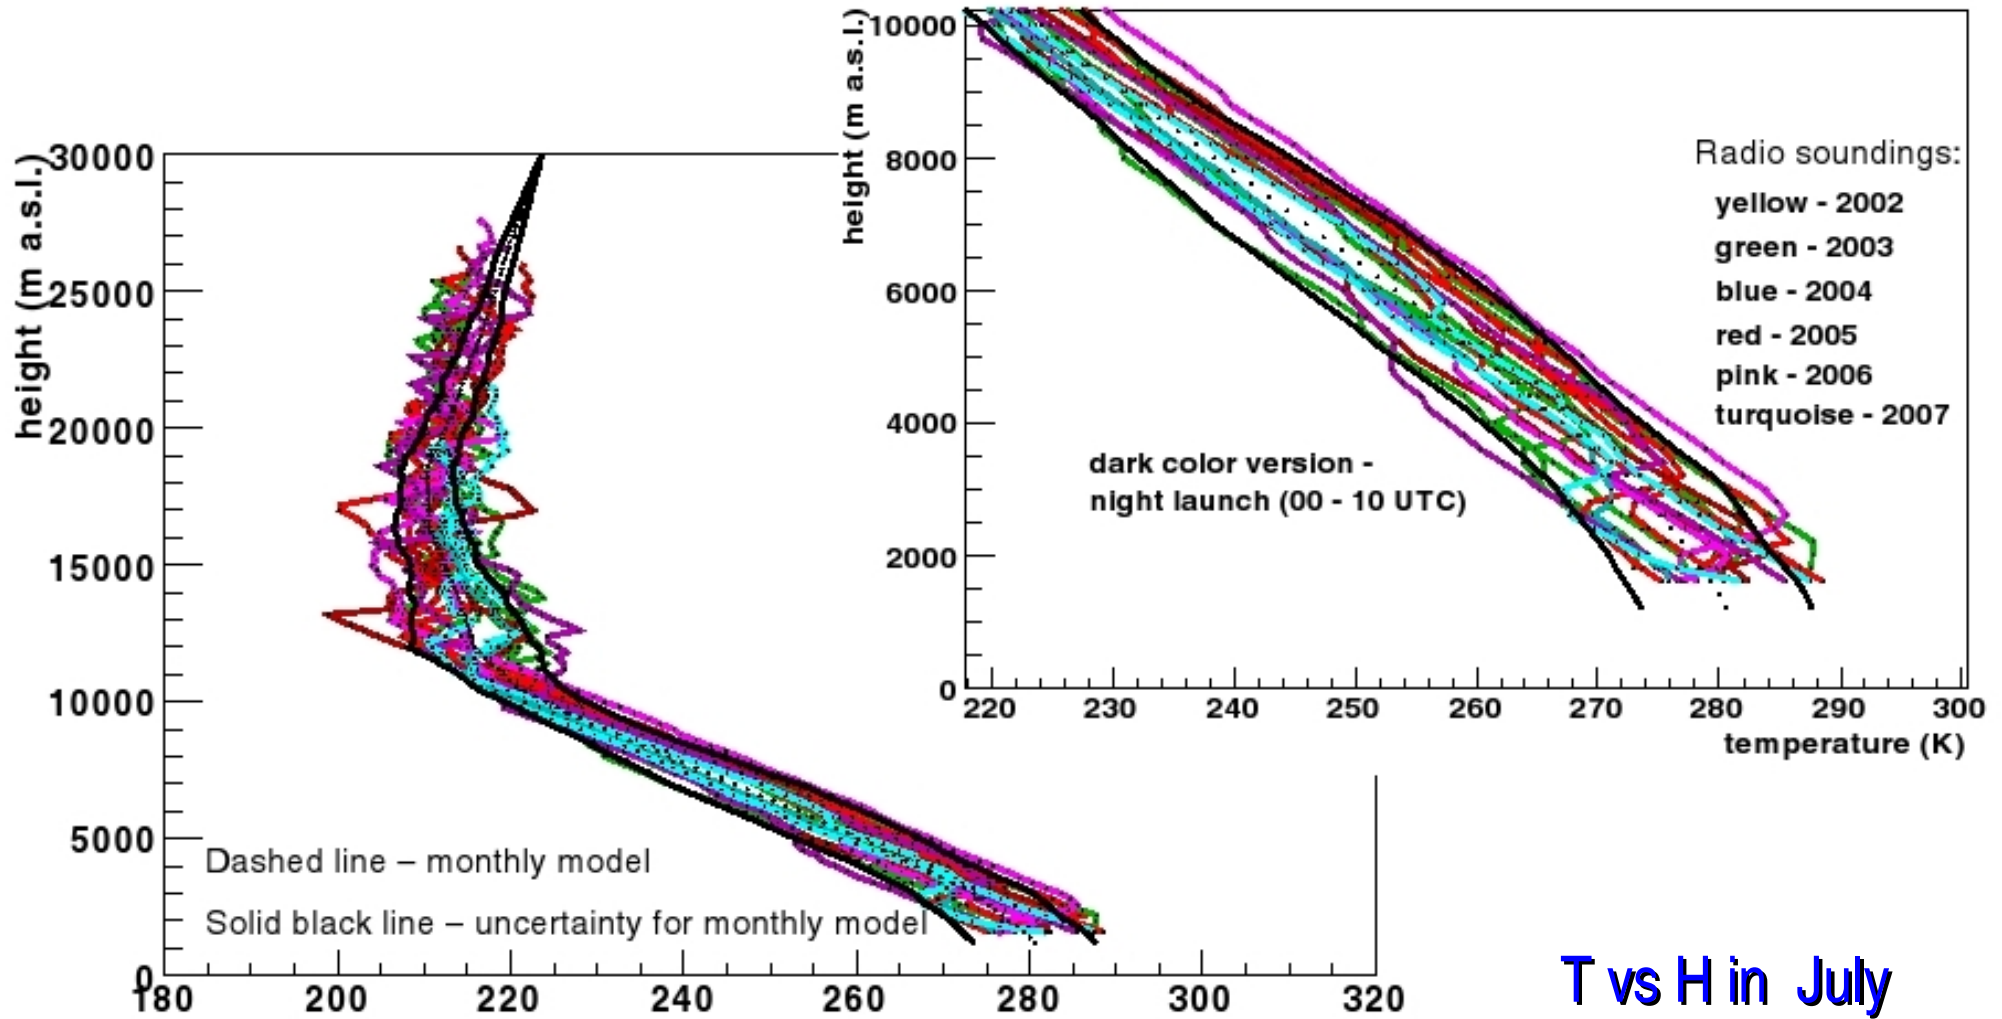 height (m a.s.l.)
30000
25000
20000
15000
10000
5000
0
180 200 220 240 260 280 300 320
Dashed line – monthly model
Solid black line – uncertainty for monthly model
height (m a.s.l.)
10000
8000
6000
4000
2000
0
220 230 240 250 260 270 280 290 300
temperature (K)
Radio soundings:
yellow - 2002
green - 2003
blue - 2004
red - 2005
pink - 2006
turquoise - 2007
dark color version -
night launch (00 - 10 UTC)
T vs H in July